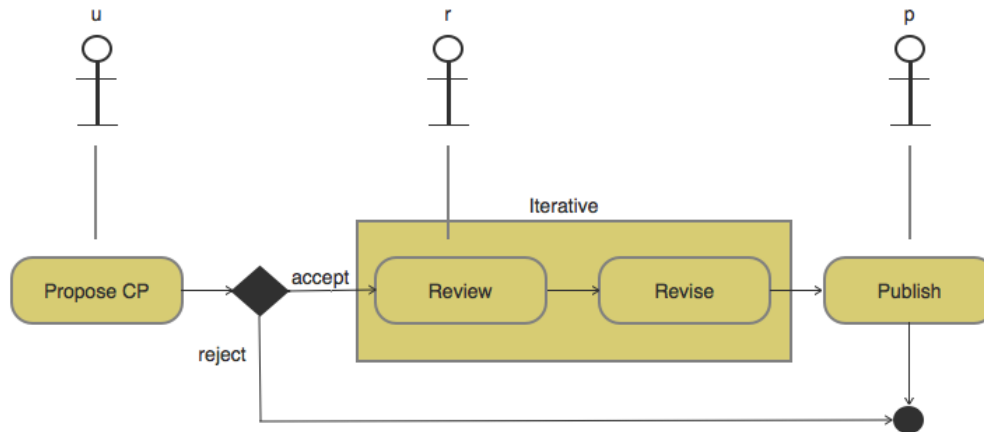 u
r
p
Iterative
Propose CP
accept
Review
Revise
Publish
reject